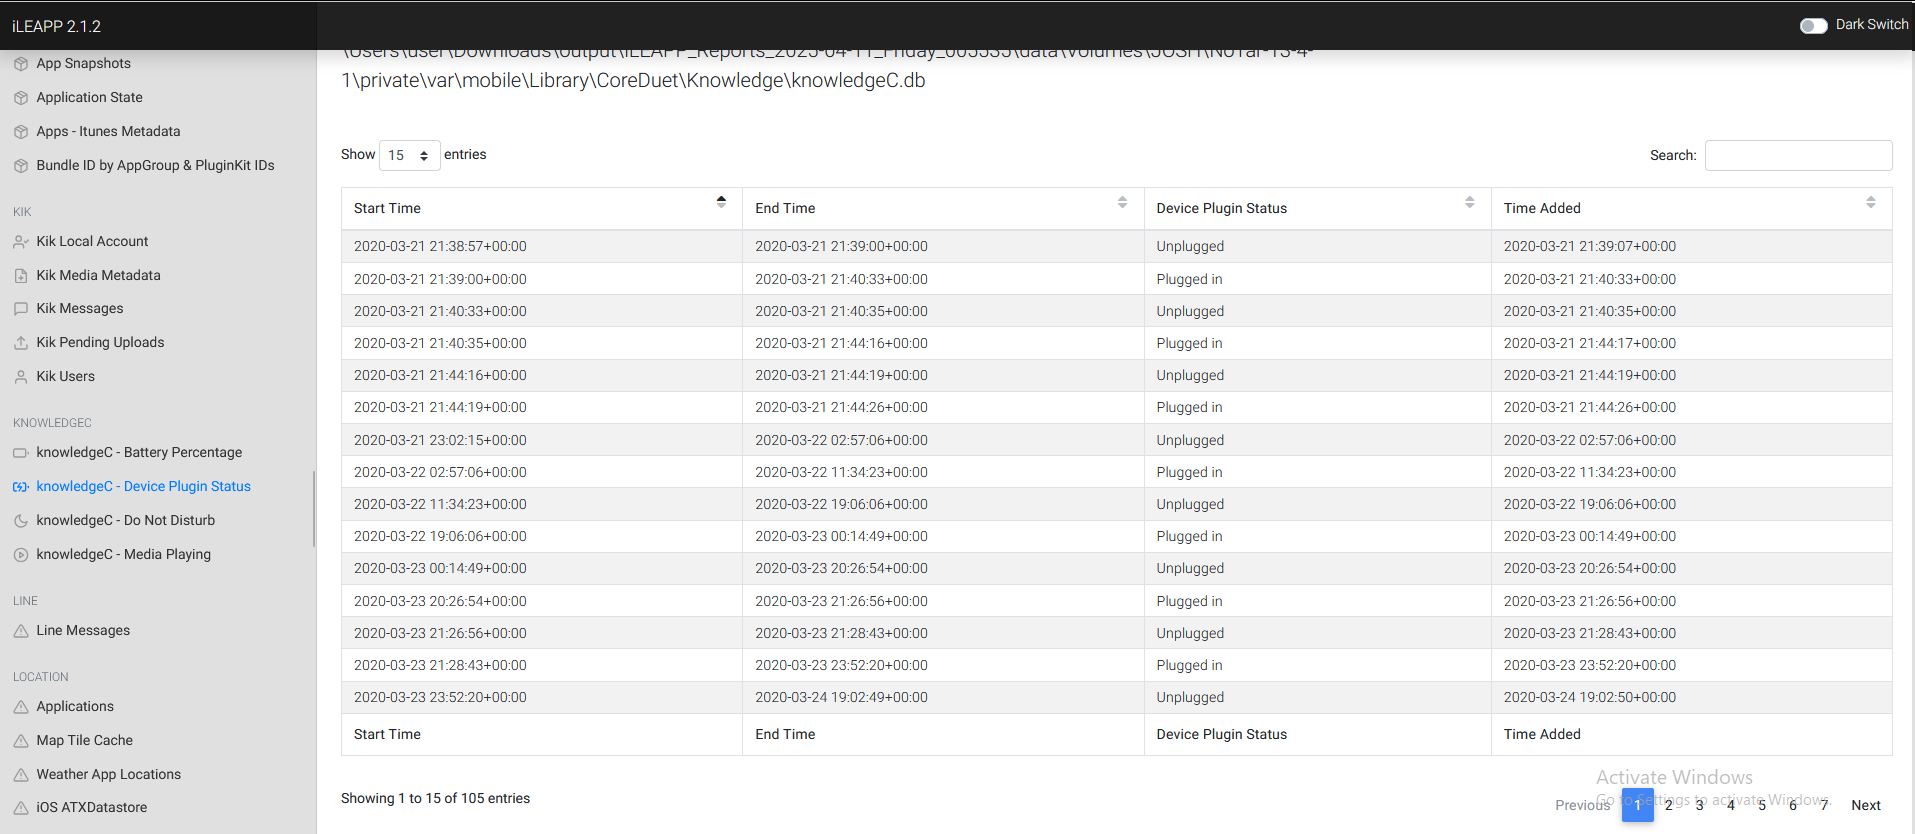 iLEAPP 2.1.2
Dark Switch
App Snapshots
Application State
Apps - Itunes Metadata
Bundle ID by AppGroup & PluginKit IDs
KIK
Kik Local Account
Kik Media Metadata
Kik Messages
Kik Pending Uploads
Kik Users
KNOWLEDGEC
knowledgeC - Battery Percentage
knowledgeC - Device Plugin Status
knowledgeC - Do Not Disturb
knowledgeC - Media Playing
LINE
Line Messages
LOCATION
Applications
Map Tile Cache
Weather App Locations
iOS ATXDatastore
\Users\user\Downloads\output\iLEAPP_Reports_2025-04-11_Friday_005535\data\Volumes\JOSH\NoTar-13-4-
1\private\var\mobile\Library\CoreDuet\Knowledge\knowledgeC.db
Show 15 entries
Search:
Start Time End Time Device Plugin Status Time Added
2020-03-21 21:38:57+00:00 2020-03-21 21:39:00+00:00 Unplugged 2020-03-21 21:39:07+00:00
2020-03-21 21:39:00+00:00 2020-03-21 21:40:33+00:00 Plugged in 2020-03-21 21:40:33+00:00
2020-03-21 21:40:33+00:00 2020-03-21 21:40:35+00:00 Unplugged 2020-03-21 21:40:35+00:00
2020-03-21 21:40:35+00:00 2020-03-21 21:44:16+00:00 Plugged in 2020-03-21 21:44:17+00:00
2020-03-21 21:44:16+00:00 2020-03-21 21:44:19+00:00 Unplugged 2020-03-21 21:44:19+00:00
2020-03-21 21:44:19+00:00 2020-03-21 21:44:26+00:00 Plugged in 2020-03-21 21:44:26+00:00
2020-03-21 23:02:15+00:00 2020-03-22 02:57:06+00:00 Unplugged 2020-03-22 02:57:06+00:00
2020-03-22 02:57:06+00:00 2020-03-22 11:34:23+00:00 Plugged in 2020-03-22 11:34:23+00:00
2020-03-22 11:34:23+00:00 2020-03-22 19:06:06+00:00 Unplugged 2020-03-22 19:06:06+00:00
2020-03-22 19:06:06+00:00 2020-03-23 00:14:49+00:00 Plugged in 2020-03-23 00:14:49+00:00
2020-03-23 00:14:49+00:00 2020-03-23 20:26:54+00:00 Unplugged 2020-03-23 20:26:54+00:00
2020-03-23 20:26:54+00:00 2020-03-23 21:26:56+00:00 Plugged in 2020-03-23 21:26:56+00:00
2020-03-23 21:26:56+00:00 2020-03-23 21:28:43+00:00 Unplugged 2020-03-23 21:28:43+00:00
2020-03-23 21:28:43+00:00 2020-03-23 23:52:20+00:00 Plugged in 2020-03-23 23:52:20+00:00
2020-03-23 23:52:20+00:00 2020-03-24 19:02:49+00:00 Unplugged 2020-03-24 19:02:50+00:00
Start Time End Time Device Plugin Status Time Added
Showing 1 to 15 of 105 entries
Activate Windows
Go to Settings to activate Windows.
Previous 1 2 3 4 5 6 7 Next